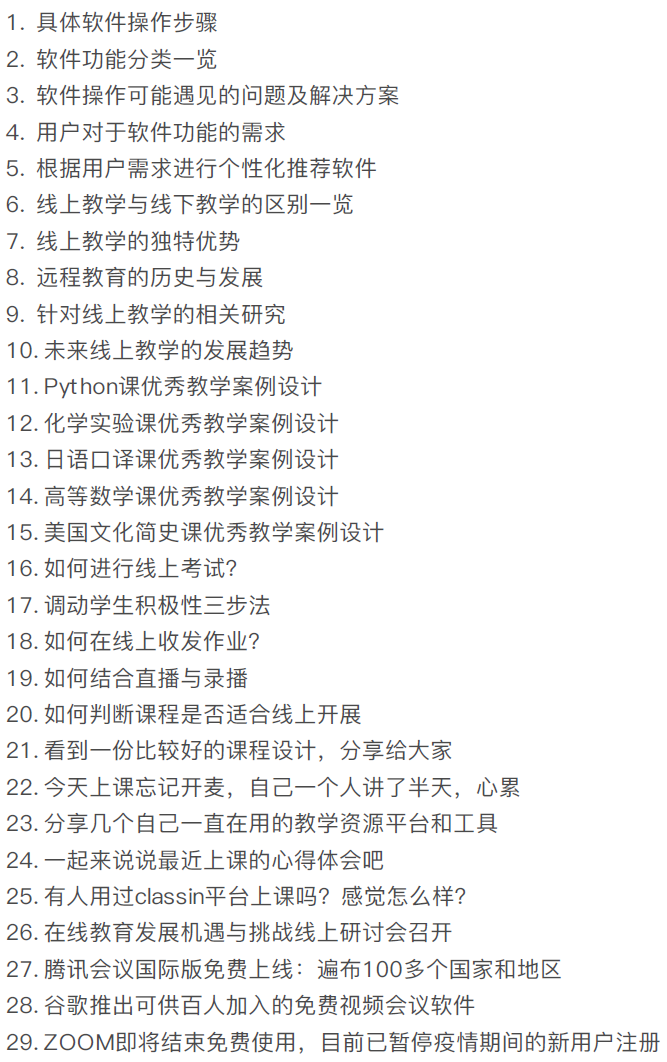 1. 具体软件操作步骤
2. 软件功能分类一览
3. 软件操作可能遇见的问题及解决方案
4. 用户对于软件功能的需求
5. 根据用户需求进行个性化推荐软件
6. 线上教学与线下教学的区别一览
7. 线上教学的独特优势
8. 远程教育的历史与发展
9. 针对线上教学的相关研究
10. 未来线上教学的发展趋势
11. Python课优秀教学案例设计
12. 化学实验课优秀教学案例设计
13. 日语口译课优秀教学案例设计
14. 高等数学课优秀教学案例设计
15. 美国文化简史课优秀教学案例设计
16. 如何进行线上考试？
17. 调动学生积极性三步法
18. 如何在线上收发作业？
19. 如何结合直播与录播
20. 如何判断课程是否适合线上开展
21. 看到一份比较好的课程设计，分享给大家
22. 今天上课忘记开麦，自己一个人讲了半天，心累
23. 分享几个自己一直在用的教学资源平台和工具
24. 一起来说说最近上课的心得体会吧
25. 有人用过classin平台上课吗？感觉怎么样？
26. 在线教育发展机遇与挑战线上研讨会召开
27. 腾讯会议国际版免费上线：遍布100多个国家和地区
28. 谷歌推出可供百人加入的免费视频会议软件
29. ZOOM即将结束免费使用，目前已暂停疫情期间的新用户注册